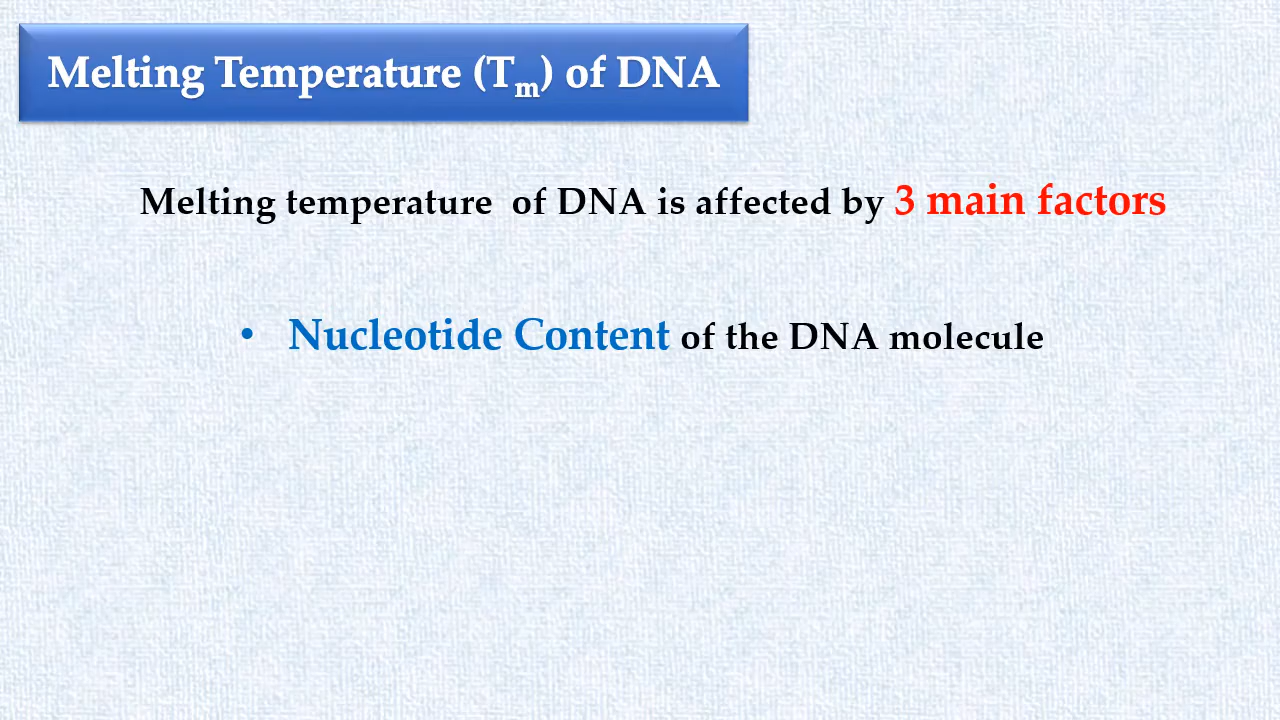 Melting Temperature (Tm) of DNA
Melting temperature of DNA is affected by 3 main factors
• Nucleotide Content of the DNA molecule